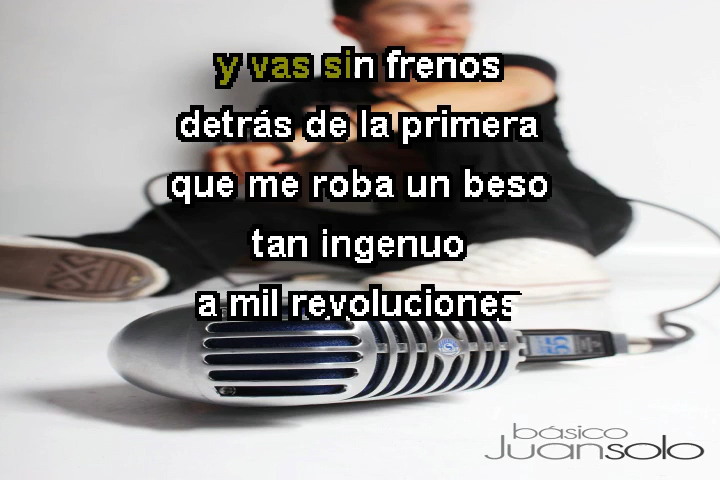 y vas sin frenos
detrás de la primera
que me roba un beso
tan ingenuo
a mil revoluciones
básico
Juansolo